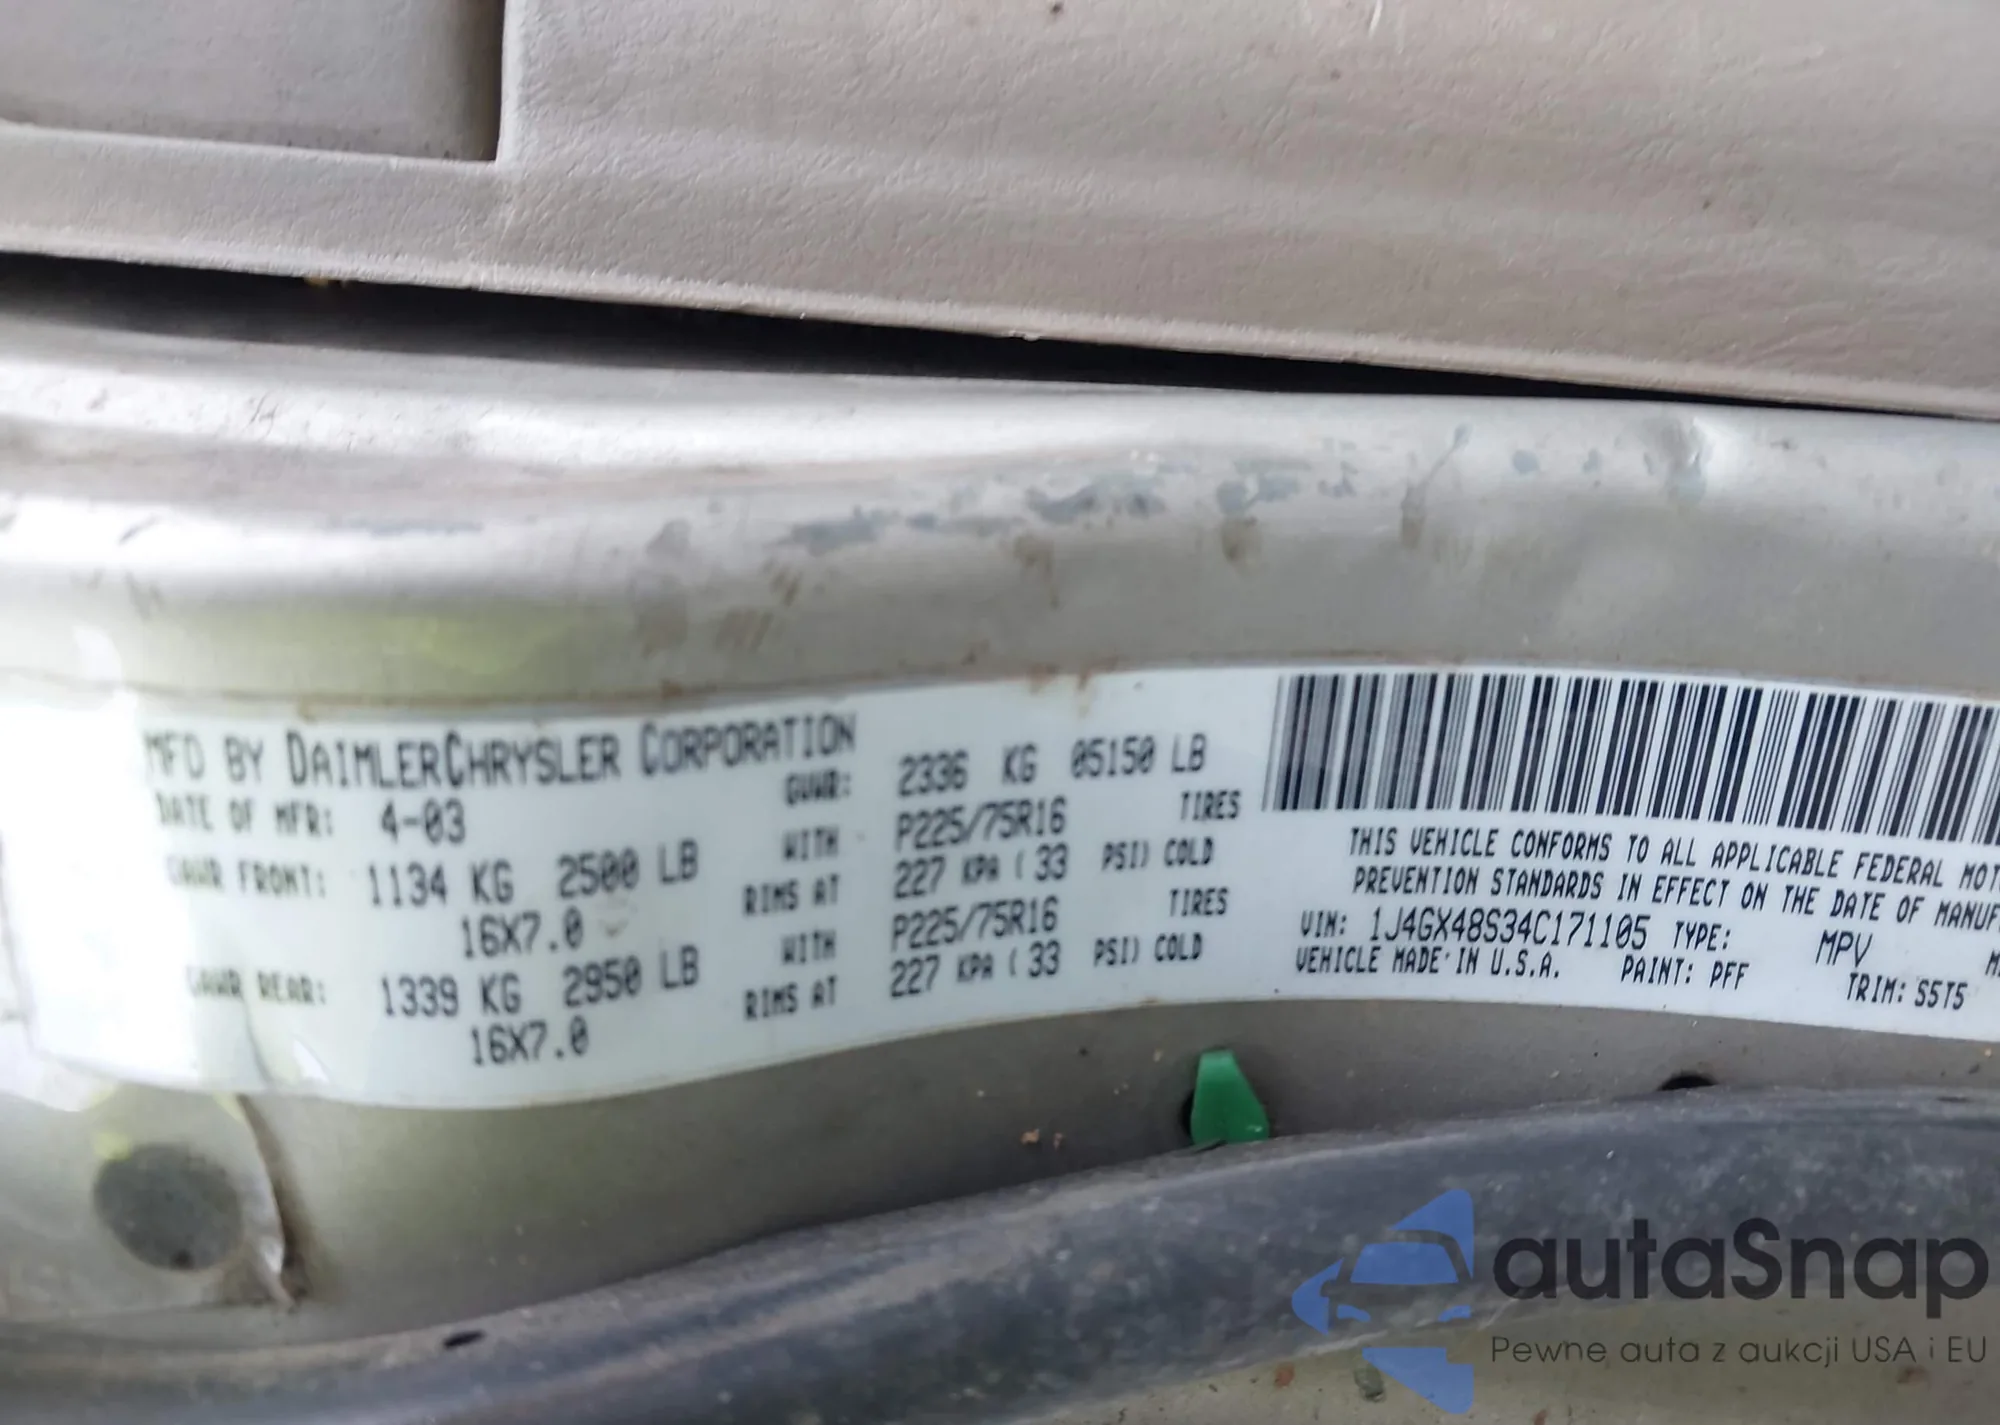 MFD BY DAIMLERCHRYSLER CORPORATION
DATE OF MFR: 4-03 GVWR: 2336 KG 05150 LB
GAWR FRONT: 1134 KG 2500 LB WITH P225/75R16 TIRES
16X7.0 RIMS AT 227 KPA ( 33 PSI) COLD
GAWR REAR: 1339 KG 2950 LB WITH P225/75R16 TIRES
16X7.0 RIMS AT 227 KPA ( 33 PSI) COLD
THIS VEHICLE CONFORMS TO ALL APPLICABLE FEDERAL MOT
PREVENTION STANDARDS IN EFFECT ON THE DATE OF MANUF
VIN: 1J4GX48S34C171105 TYPE: MPV
VEHICLE MADE IN U.S.A. PAINT: PFF TRIM: S5T5
autaSnap
Pewne auta z aukcji USA i EU